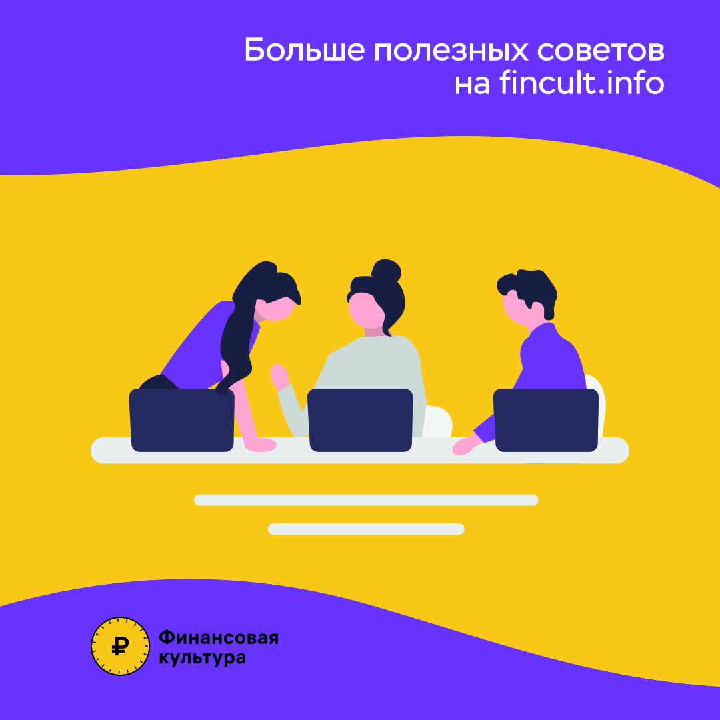 Больше полезных советов
на fincult.info
₽
Финансовая
культура